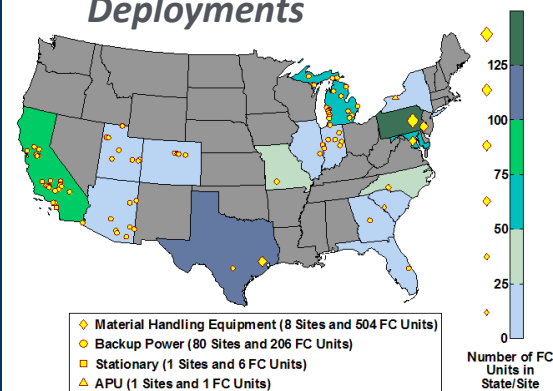 Deployments
125
100
75
50
25
0
Number of FC
Units in
State/Site
Material Handling Equipment (8 Sites and 504 FC Units)
Backup Power (80 Sites and 206 FC Units)
Stationary (1 Sites and 6 FC Units)
APU (1 Sites and 1 FC Units)